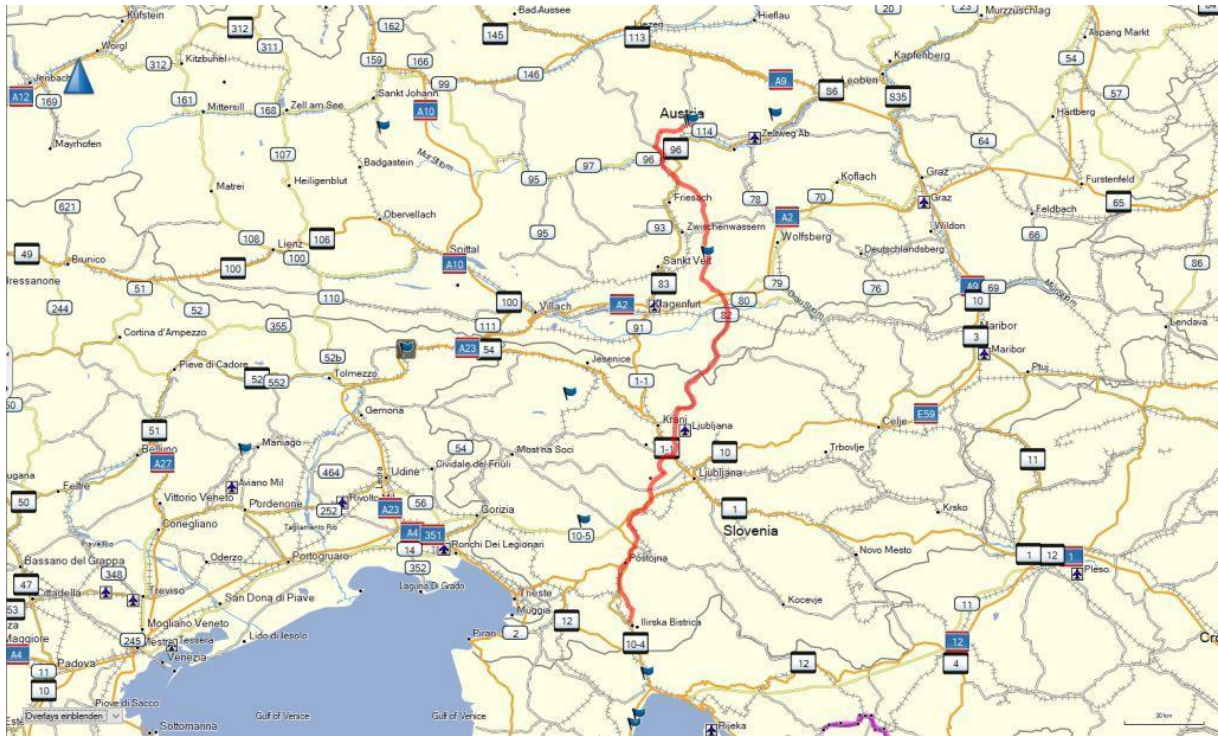 Kufstein
Worgl
312
311
Kitzbuhel
312
Jenbach
A12
169
161
Mittersill
168
Zell am See
Mayrhofen
107
Matrei
Heiligenblut
621
108
Lienz
106
100
100
49
Brunico
51
110
244
52
355
Cortina d'Ampezzo
Pieve di Cadore
52
552
52b
Tolmezzo
162
159
166
A10
99
Sankt Johann
Badgastein
Mur Strom
Obervellach
Spittal
A10
100
Villach
111
A23
54
Bad Aussee
145
146
113
Liezen
Hieflau
Murzzuschlag
20
23
Kapfenberg
A9
Leoben
S6
S35
Aspang Markt
54
57
Hartberg
64
Austria
114
Zeltweg Ab
96
96
97
95
95
Friesach
93
Zwischenwassern
Sankt Veit
83
A2
Klagenfurt
91
82
80
79
78
A2
70
Koflach
Wolfsberg
Deutschlandsberg
76
Graz
Graz
Wildon
Furstenfeld
65
Feldbach
66
86
A9
69
10
Maribor
3
Maribor
Ptuj
Lendava
Jesenice
1-1
Kranj
Ljubljana
1-1
10
Ljubljana
Trbovlje
Celje
E59
11
Krsko
1
Slovenia
Novo Mesto
Kocevje
1
12
1
Pleso
11
12
4
12
51
Belluno
A27
Feltre
50
Gemona
Maniago
Aviano Mil
464
54
Udine
Cividale del Friuli
Most na Soci
Vittorio Veneto
Pordenone
252
Rivolto
A23
56
Gorizia
A4
351
14
Ronchi Dei Legionari
352
10-5
Conegliano
Tagliamento Rio
Piave Rio
Oderzo
Portogruaro
Laguna Di Grado
Trieste
Muggia
2
12
Piran
Postojna
Ilirska Bistrica
10-4
Rijeka
Bassano del Grappa
47
348
Cittadella
53
Treviso
San Dona di Piave
Mogliano Veneto
245
Mestre
Tessera
Lido di Iesolo
Venezia
Maggiore
A4
Padova
11
10
Piove di Sacco
Overlays einblenden
Sottomarina
Gulf of Venice
Gulf of Venice